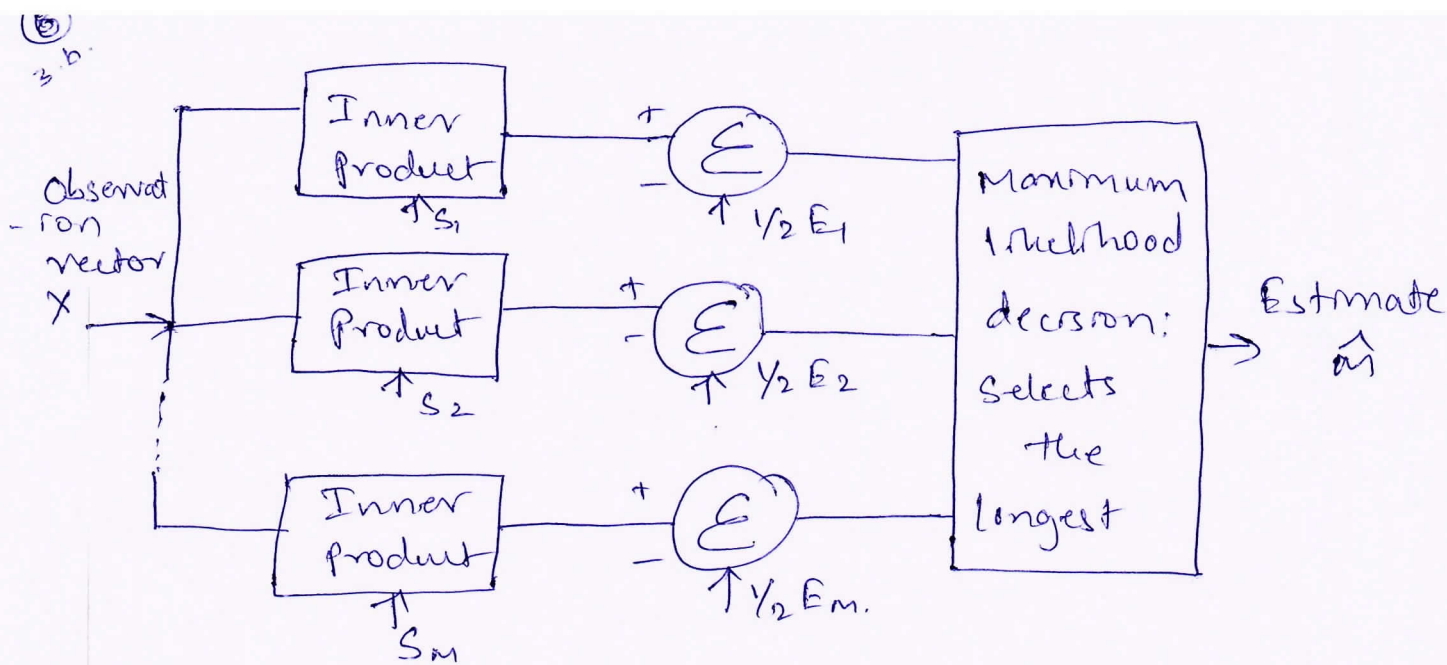 3.b.
Observat
-ion
vector
X
Inner
Product
S1
+
-
Σ
1/2 E1
Inner
Product
S2
+
-
Σ
1/2 E2
Inner
product
SM
+
-
Σ
1/2 EM.
Maximum
likelihood
decision:
Selects
the
longest
Estimate
m̂